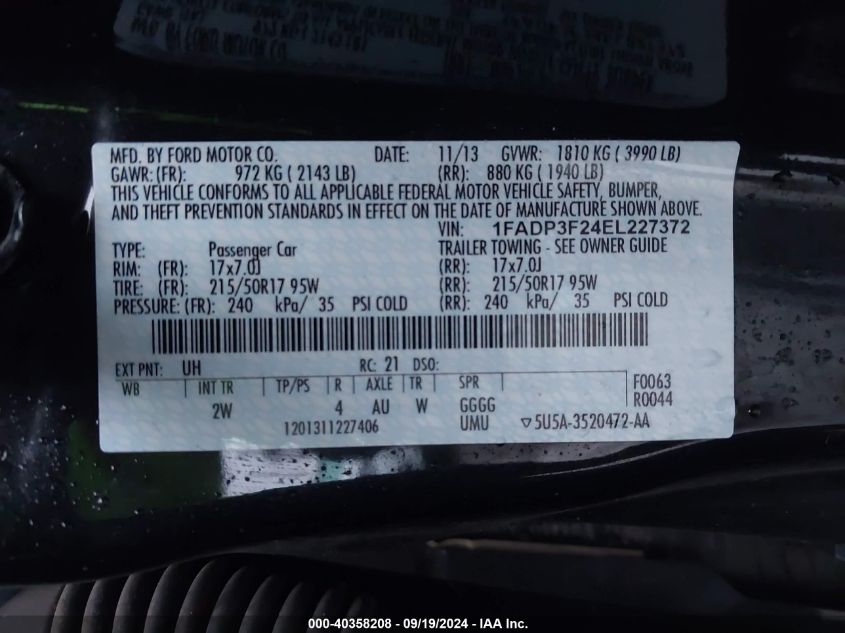 MFD. BY FORD MOTOR CO. DATE: 11/13 GVWR: 1810 KG ( 3990 LB)
GAWR: (FR): 972 KG ( 2143 LB) (RR): 880 KG ( 1940 LB)
THIS VEHICLE CONFORMS TO ALL APPLICABLE FEDERAL MOTOR VEHICLE SAFETY, BUMPER,
AND THEFT PREVENTION STANDARDS IN EFFECT ON THE DATE OF MANUFACTURE SHOWN ABOVE.
VIN: 1FADP3F24EL227372
TYPE: Passenger Car TRAILER TOWING - SEE OWNER GUIDE
RIM: (FR): 17x7.0J (RR): 17x7.0J
TIRE: (FR): 215/50R17 95W (RR): 215/50R17 95W
PRESSURE: (FR): 240 kPa/ 35 PSI COLD (RR): 240 kPa/ 35 PSI COLD
EXT PNT: UH RC: 21 DSO:
WB INT TR TP/PS R AXLE TR SPR F0063
2W 4 AU W GGGG R0044
1201311227406 UMU ▽5U5A-3520472-AA
000-40358208 - 09/19/2024 - IAA Inc.